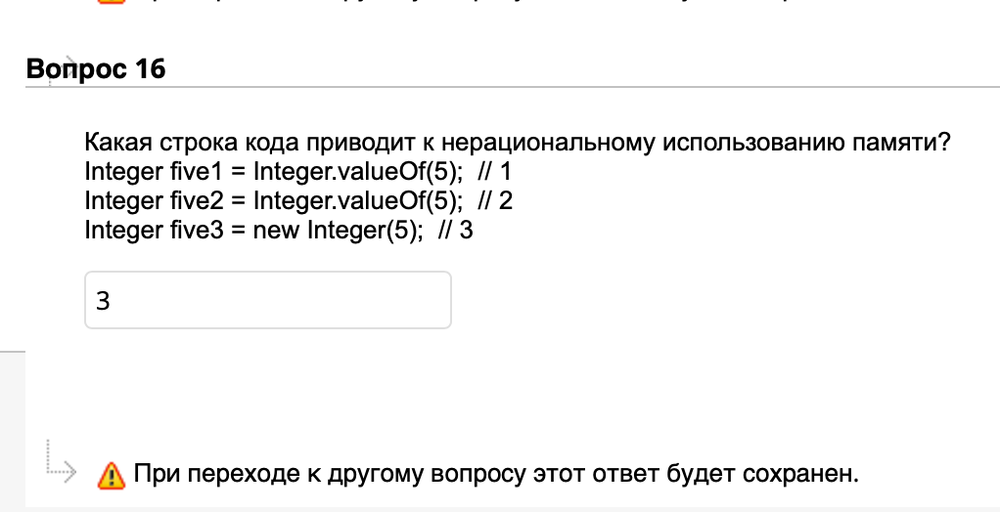 Вопрос 16
Какая строка кода приводит к нерациональному использованию памяти?
Integer five1 = Integer.valueOf(5);  // 1
Integer five2 = Integer.valueOf(5);  // 2
Integer five3 = new Integer(5);  // 3
3
При переходе к другому вопросу этот ответ будет сохранен.